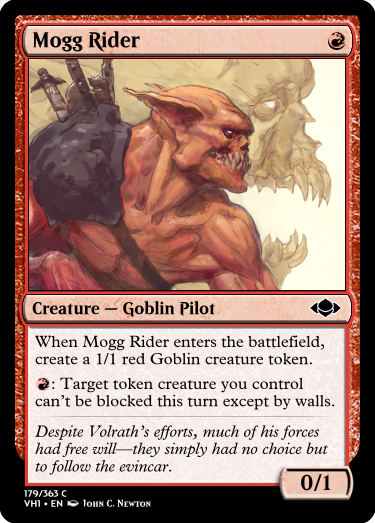 Mogg Rider
Creature — Goblin Pilot
When Mogg Rider enters the battlefield,
create a 1/1 red Goblin creature token.
: Target token creature you control
can't be blocked this turn except by walls.
Despite Volrath's efforts, much of his forces
had free will—they simply had no choice but
to follow the evincar.
0/1
179/363 C
VH1 • EN John C. Newton